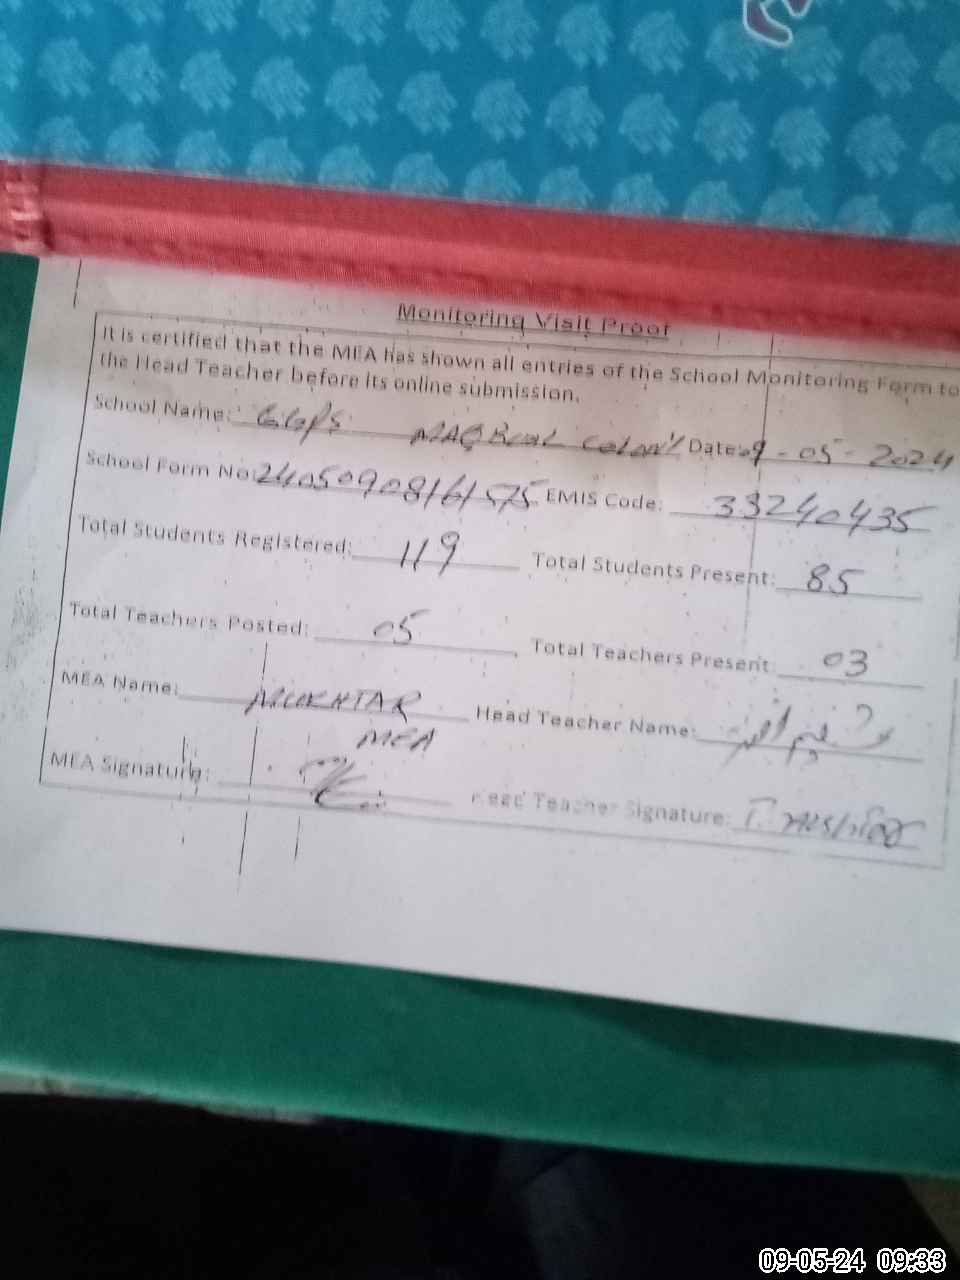 Monitoring Visit Proof
It is certified that the MEA has shown all entries of the School Monitoring Form to
the Head Teacher before its online submission.
School Name: GGPS MAQBOOL COLONY Date: 09-05-2024
School Form No: 24050908161575 EMIS Code: 33240435
Total Students Registered: 119 Total Students Present: 85
Total Teachers Posted: 05 Total Teachers Present: 03
MEA Name: MUKHTAR Head Teacher Name:
MEA
MEA Signature: Head Teacher Signature:
09-05-24 09:33